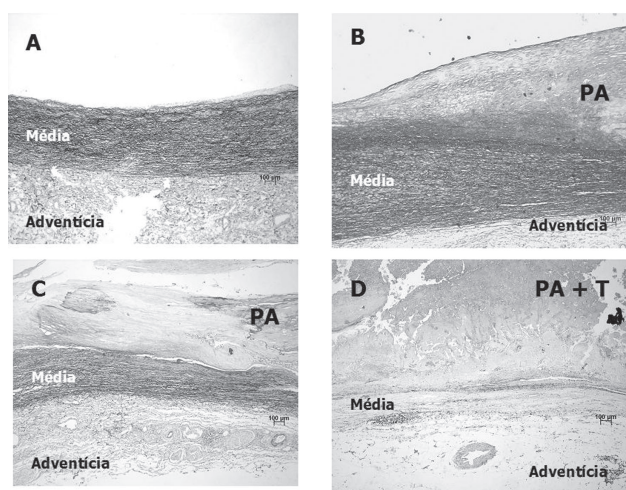 A
Média
100 µm
Adventícia
B
PA
Média
100 µm
Adventícia
C
PA
Média
100 µm
Adventícia
D
PA + T
Média
100 µm
Adventícia